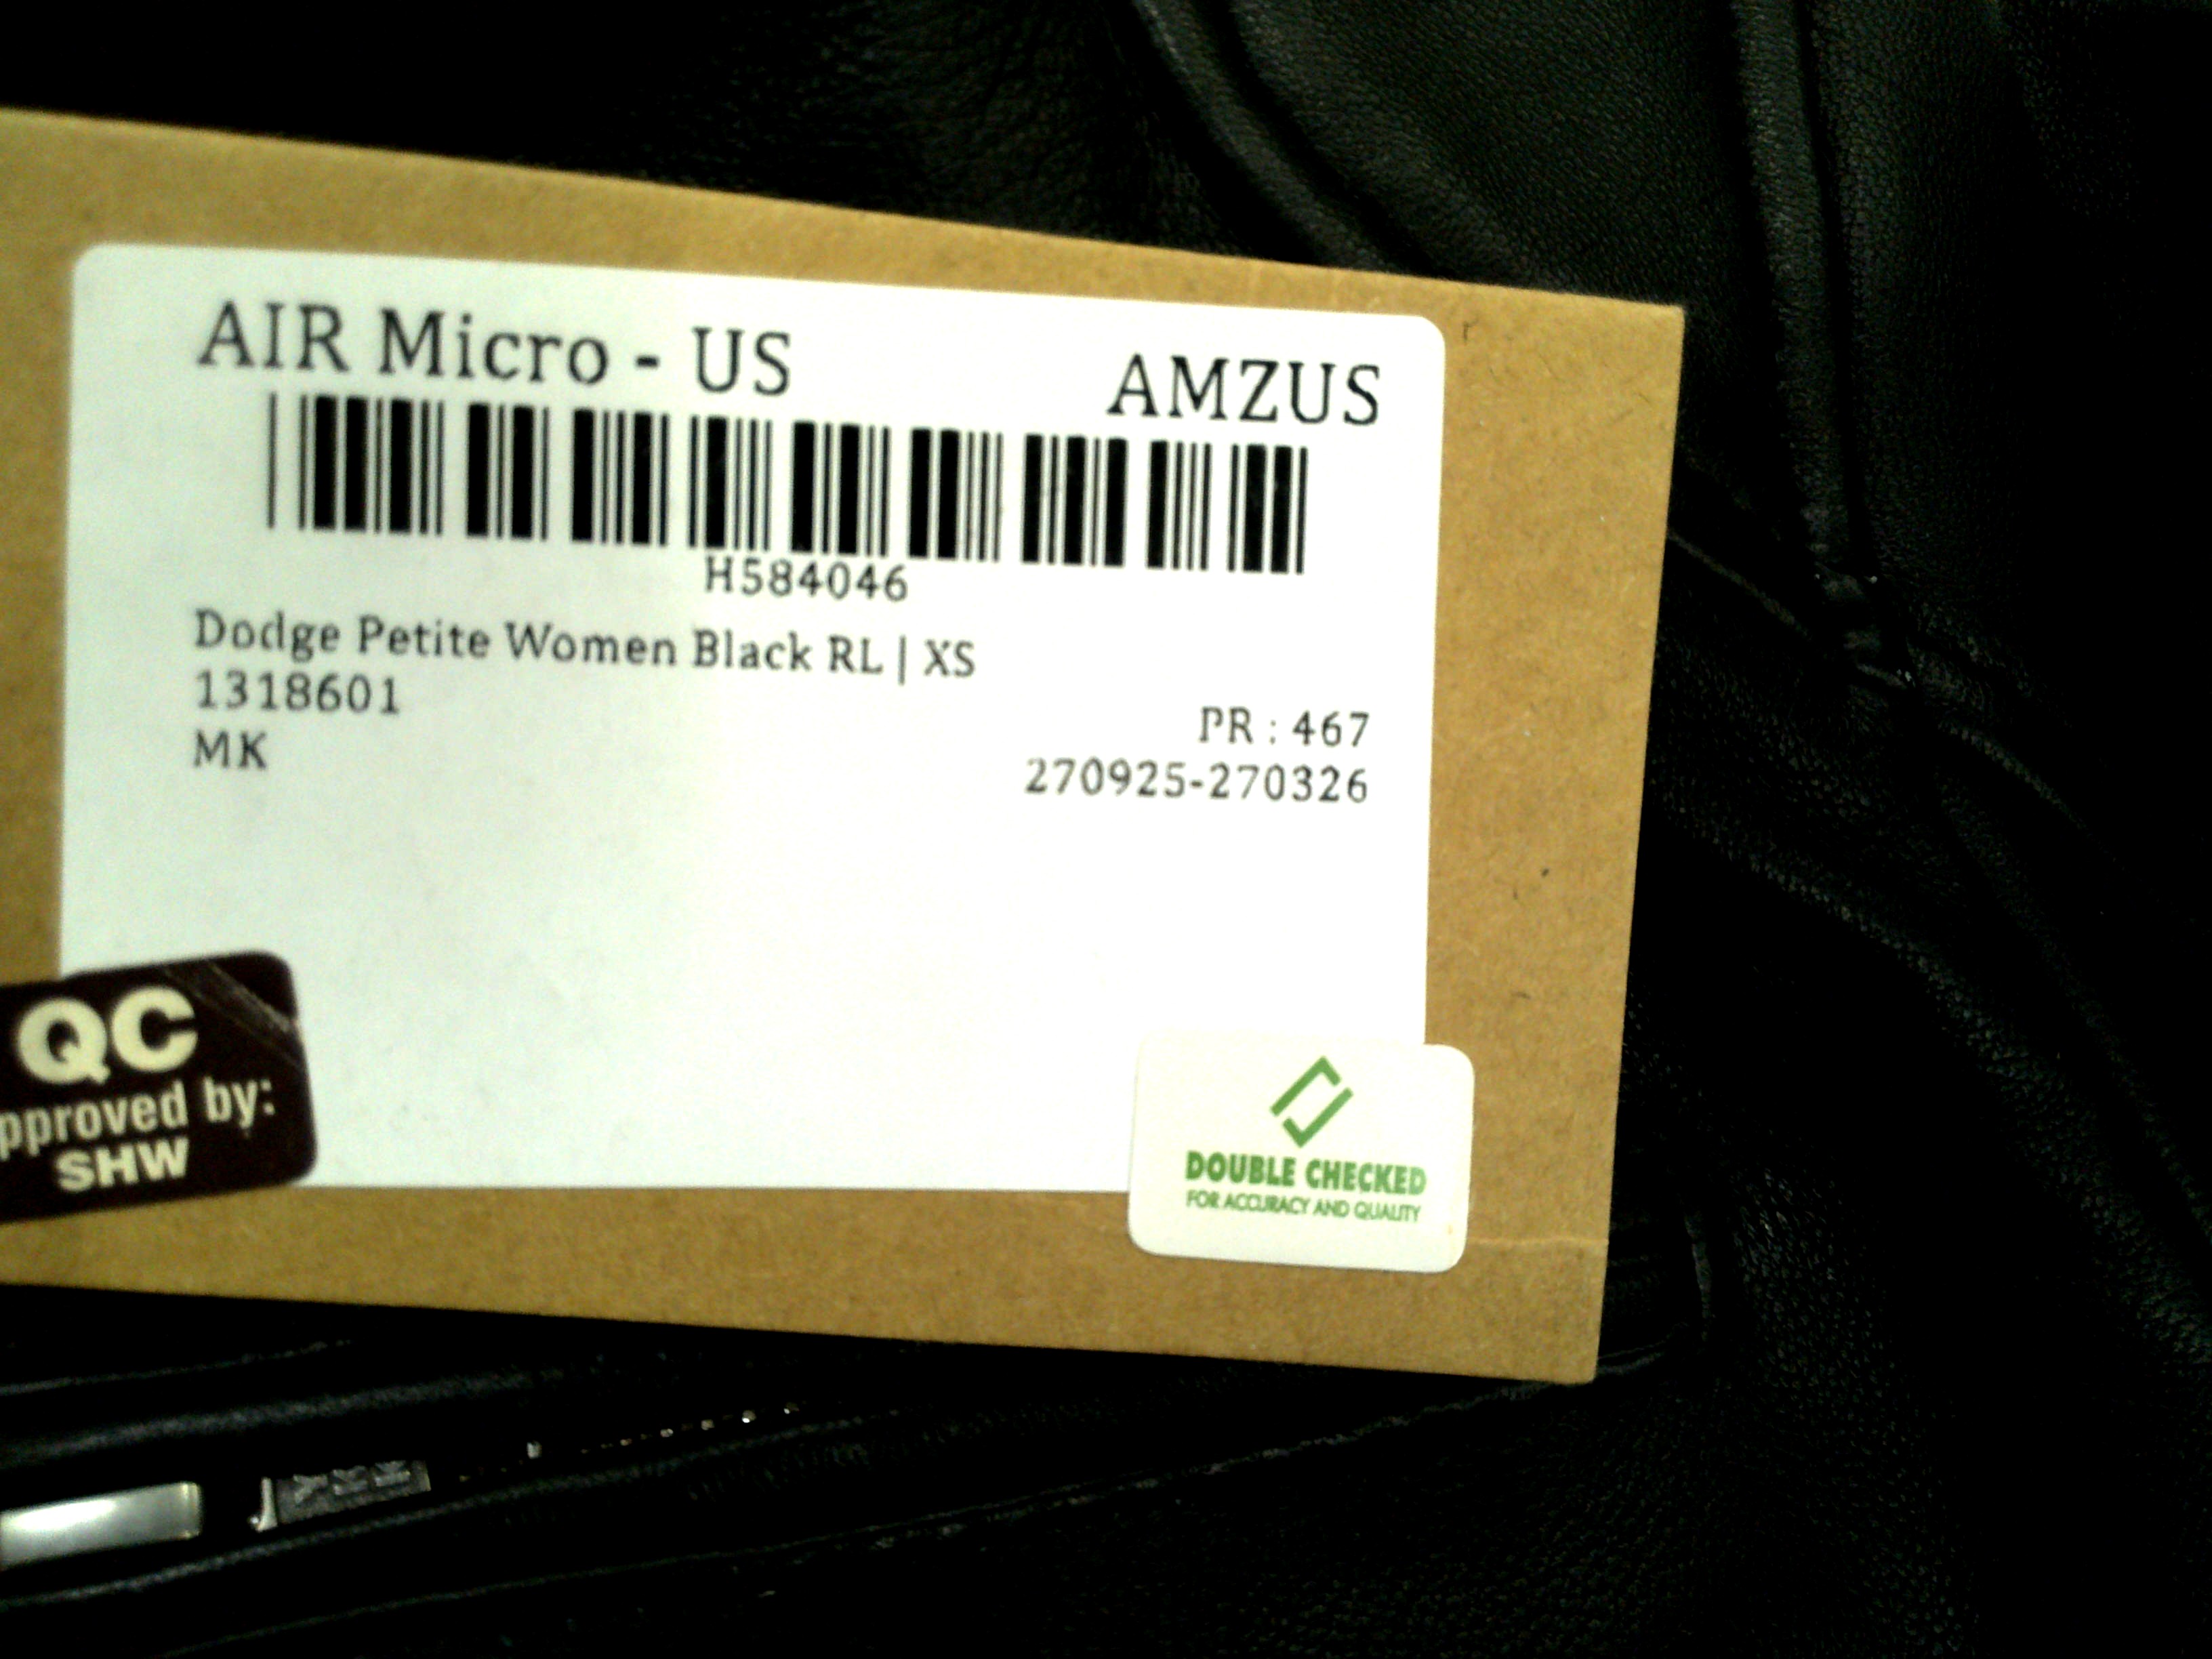 AIR Micro - US
AMZUS
H584046
Dodge Petite Women Black RL | XS
1318601
PR : 467
MK
270925-270326
QC
pproved by:
SHW
DOUBLE CHECKED
FOR ACCURACY AND QUALITY
YKK